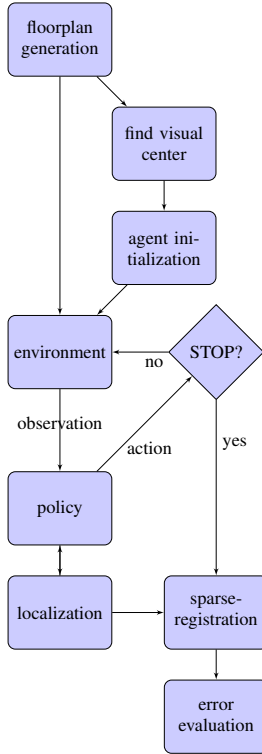 floorplan
generation
find visual
center
agent ini-
tialization
environment
STOP?
no
observation
action
yes
policy
localization
sparse-
registration
error
evaluation